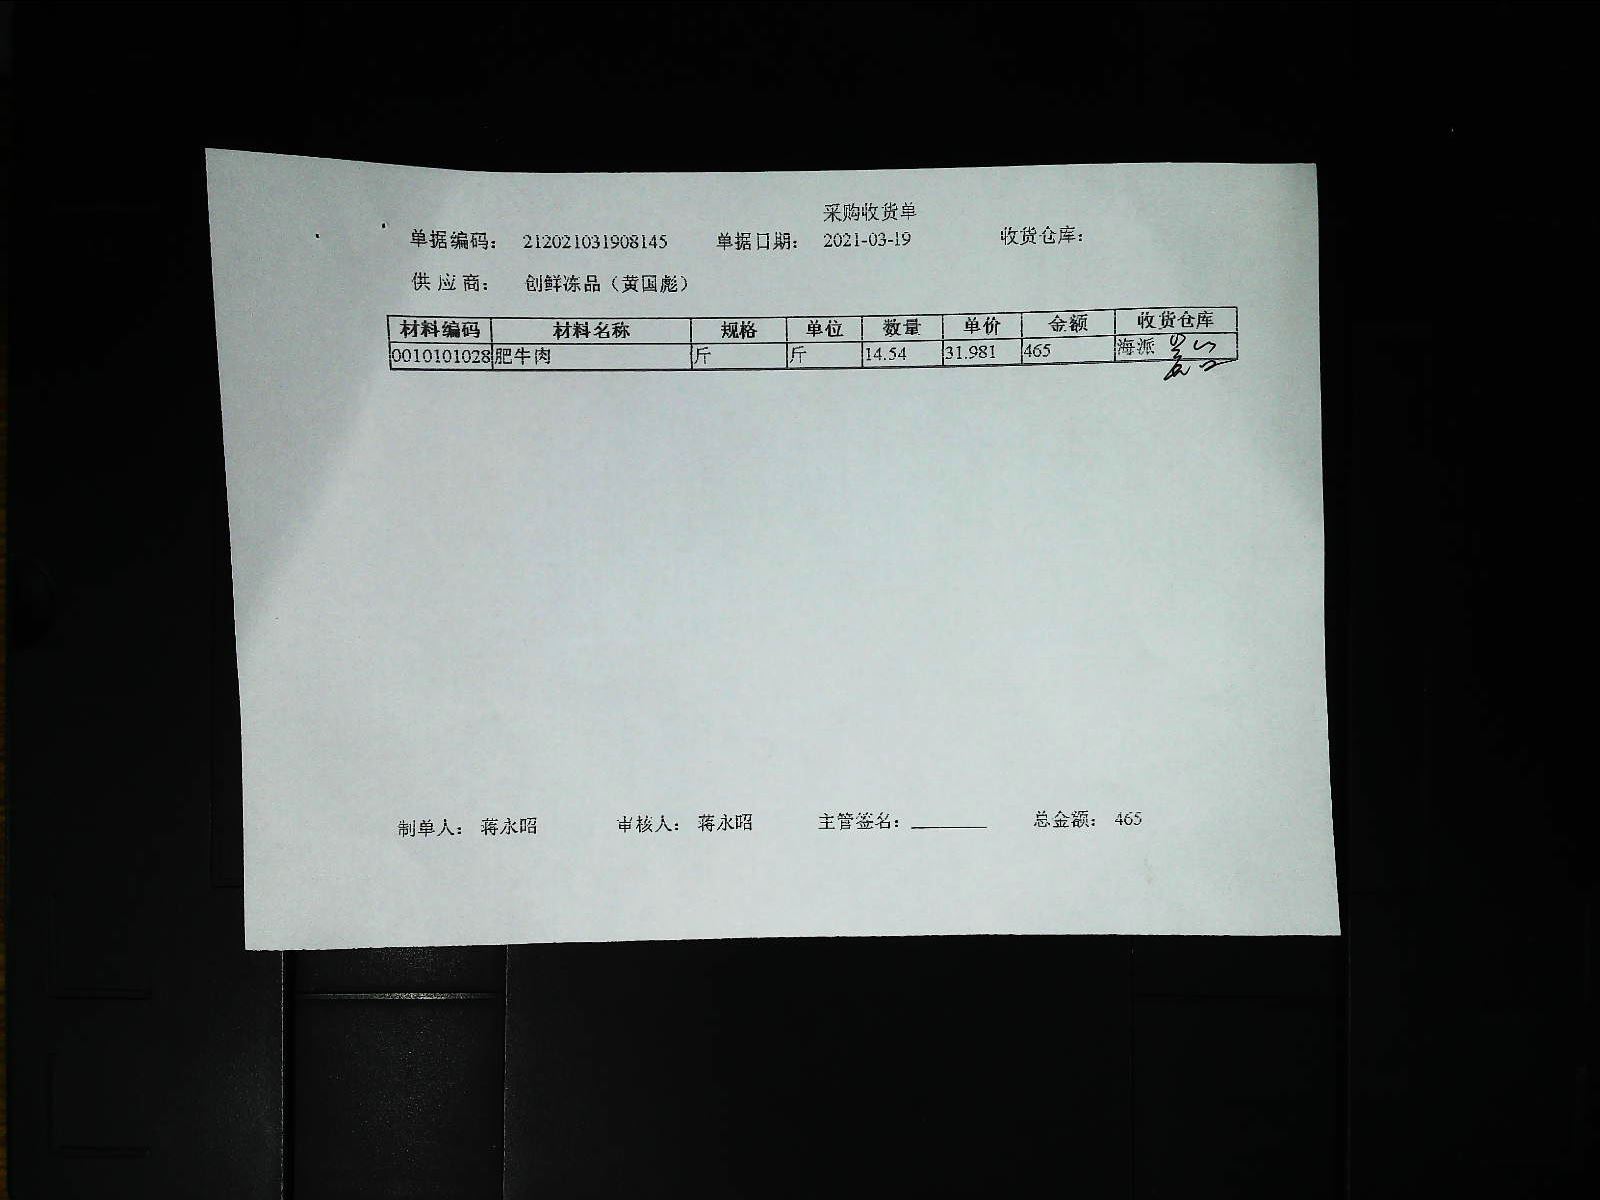 采购收货单
单据编码： 212021031908145 单据日期： 2021-03-19 收货仓库：
供 应 商： 创鲜冻品（黄国彪）
材料编码 材料名称 规格 单位 数量 单价 金额 收货仓库
0010101028 肥牛肉 斤 斤 14.54 31.981 465 海派
制单人： 蒋永昭 审核人： 蒋永昭 主管签名：________ 总金额： 465